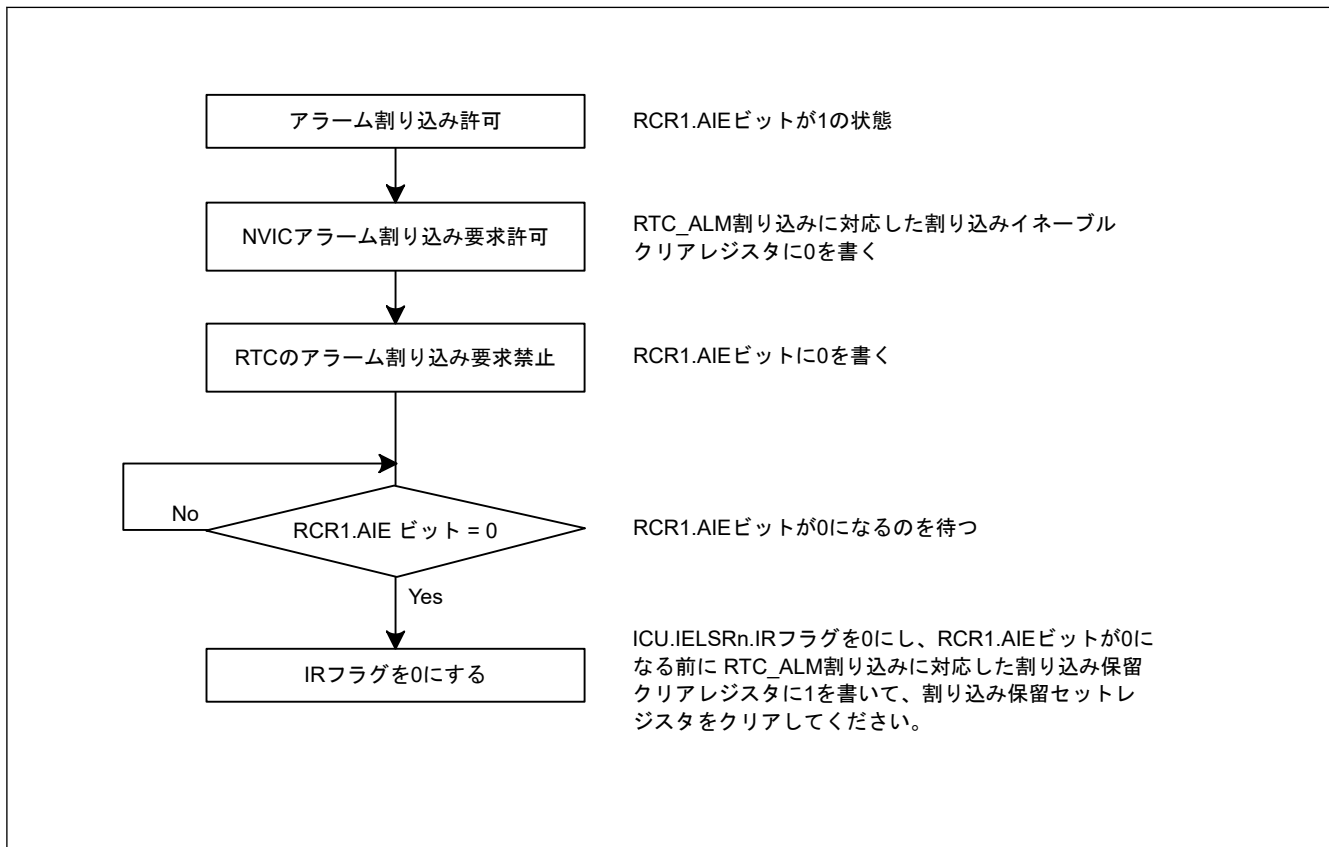 アラーム割り込み許可
RCR1.AIEビットが1の状態
NVICアラーム割り込み要求許可
RTC_ALM割り込みに対応した割り込みイネーブル
クリアレジスタに0を書く
RTCのアラーム割り込み要求禁止
RCR1.AIEビットに0を書く
No
RCR1.AIE ビット = 0
RCR1.AIEビットが0になるのを待つ
Yes
IRフラグを0にする
ICU.IELSRn.IRフラグを0にし、RCR1.AIEビットが0に
なる前に RTC_ALM割り込みに対応した割り込み保留
クリアレジスタに1を書いて、割り込み保留セットレ
ジスタをクリアしてください。